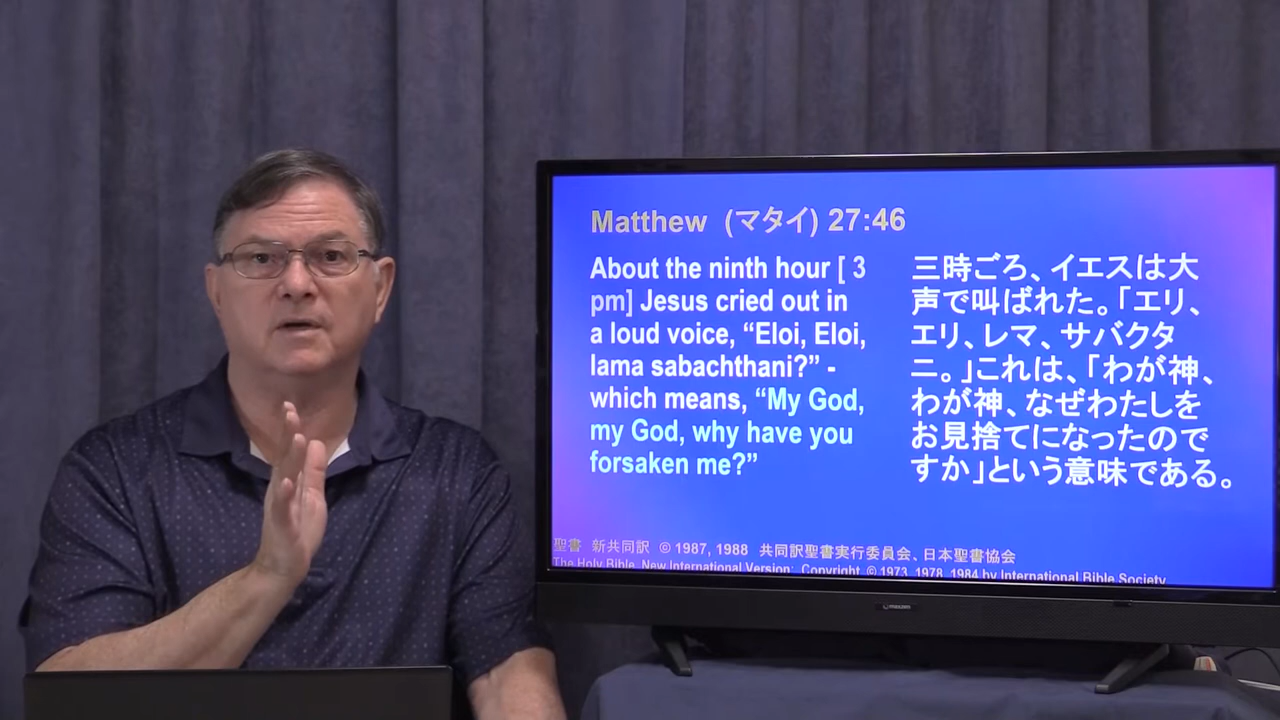 Matthew (マタイ) 27:46
About the ninth hour [ 3
pm] Jesus cried out in
a loud voice, “Eloi, Eloi,
lama sabachthani?” -
which means, “My God,
my God, why have you
forsaken me?”
三時ごろ、イエスは大
声で叫ばれた。「エリ、
エリ、レマ、サバクタ
ニ。」これは、「わが神、
わが神、なぜわたしを
お見捨てになったので
すか」という意味である。
聖書 新共同訳 © 1987, 1988 共同訳聖書実行委員会、日本聖書協会
The Holy Bible, New International Version: Copyright © 1973, 1978, 1984 by International Bible Society